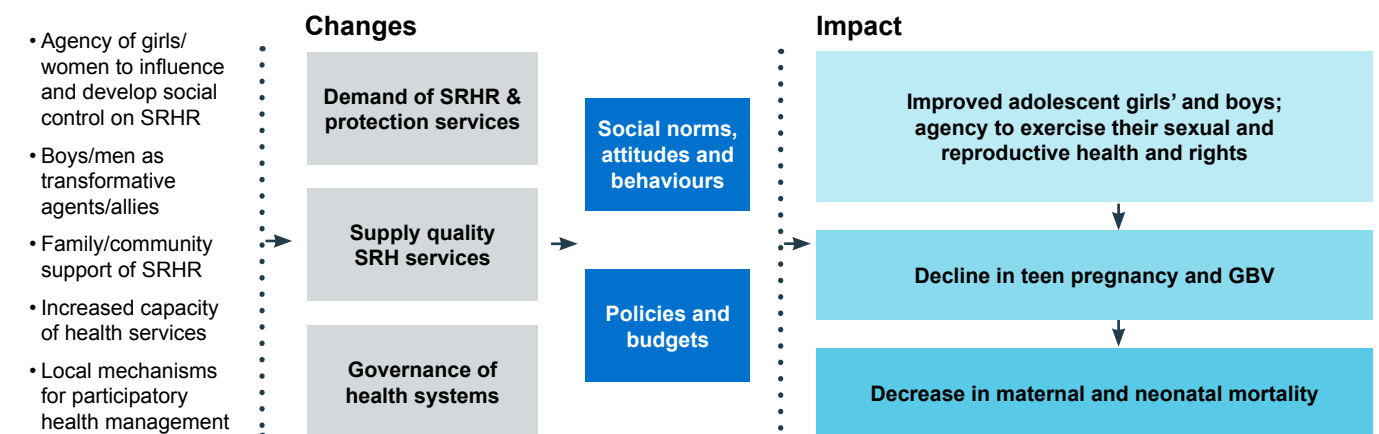 • Agency of girls/
women to influence
and develop social
control on SRHR
• Boys/men as
transformative
agents/allies
• Family/community
support of SRHR
• Increased capacity
of health services
• Local mechanisms
for participatory
health management
Changes
Demand of SRHR &
protection services
Supply quality
SRH services
Governance of
health systems
Social norms,
attitudes and
behaviours
Policies and
budgets
Impact
Improved adolescent girls’ and boys;
agency to exercise their sexual and
reproductive health and rights
Decline in teen pregnancy and GBV
Decrease in maternal and neonatal mortality